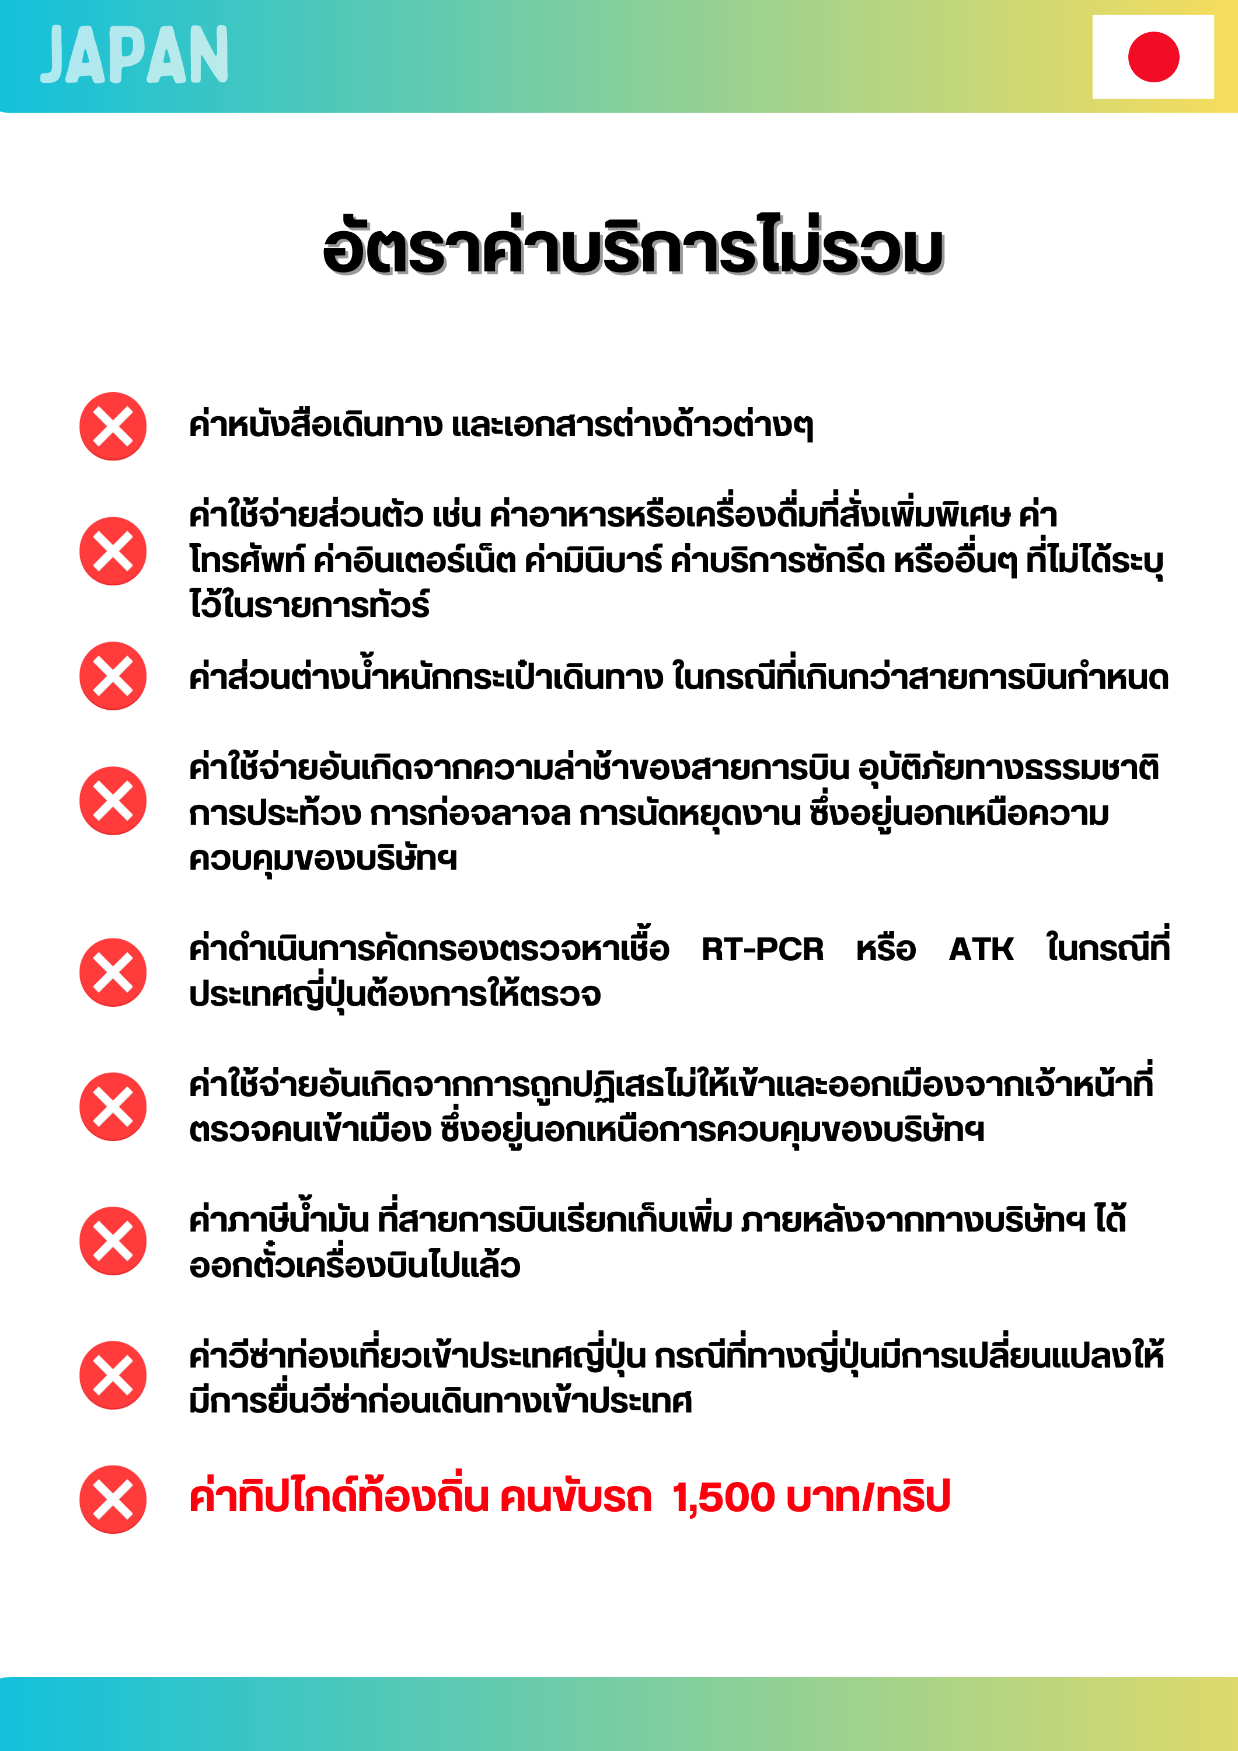 JAPAN
อัตราค่าบริการไม่รวม
ค่าหนังสือเดินทาง และเอกสารต่างด้าวต่างๆ
ค่าใช้จ่ายส่วนตัว เช่น ค่าอาหารหรือเครื่องดื่มที่สั่งเพิ่มพิเศษ ค่า
โทรศัพท์ ค่าอินเตอร์เน็ต ค่ามินิบาร์ ค่าบริการซักรีด หรืออื่นๆ ที่ไม่ได้ระบุ
ไว้ในรายการทัวร์
ค่าส่วนต่างน้ำหนักกระเป๋าเดินทาง ในกรณีที่เกินกว่าสายการบินกำหนด
ค่าใช้จ่ายอันเกิดจากความล่าช้าของสายการบิน อุบัติภัยทางธรรมชาติ
การประท้วง การก่อจลาจล การนัดหยุดงาน ซึ่งอยู่นอกเหนือความ
ควบคุมของบริษัทฯ
ค่าดำเนินการคัดกรองตรวจหาเชื้อ RT-PCR หรือ ATK ในกรณีที่
ประเทศญี่ปุ่นต้องการให้ตรวจ
ค่าใช้จ่ายอันเกิดจากการถูกปฏิเสธไม่ให้เข้าและออกเมืองจากเจ้าหน้าที่
ตรวจคนเข้าเมือง ซึ่งอยู่นอกเหนือการควบคุมของบริษัทฯ
ค่าภาษีน้ำมัน ที่สายการบินเรียกเก็บเพิ่ม ภายหลังจากทางบริษัทฯ ได้
ออกตั๋วเครื่องบินไปแล้ว
ค่าวีซ่าท่องเที่ยวเข้าประเทศญี่ปุ่น กรณีที่ทางญี่ปุ่นมีการเปลี่ยนแปลงให้
มีการยื่นวีซ่าก่อนเดินทางเข้าประเทศ
ค่าทิปไกด์ท้องถิ่น คนขับรถ 1,500 บาท/ทริป